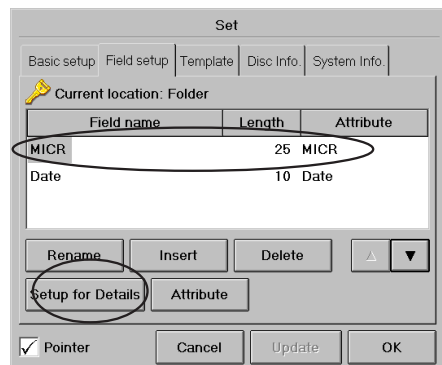 Set
Basic setup Field setup Template Disc Info. System Info.
Current location: Folder
Field name Length Attribute
MICR 25 MICR
Date 10 Date
Rename Insert Delete
Setup for Details Attribute
Pointer Cancel Update OK